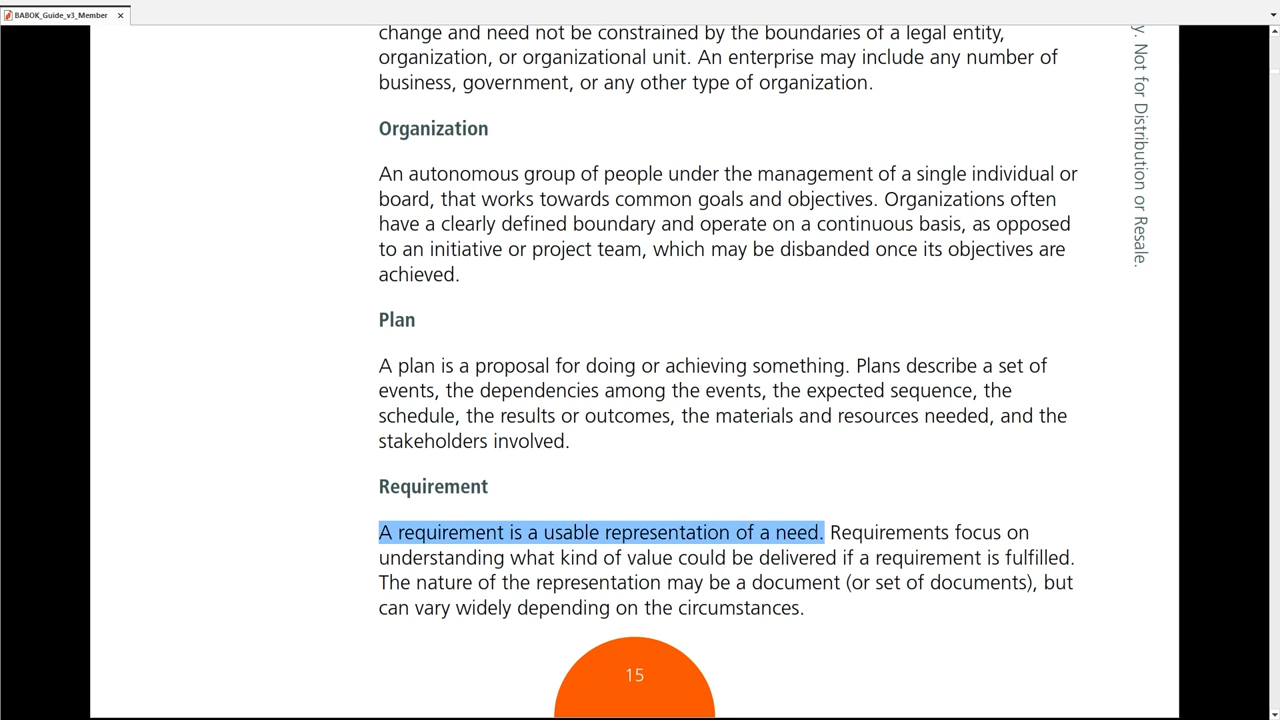 BABOK_Guide_v3_Member
change and need not be constrained by the boundaries of a legal entity,
organization, or organizational unit. An enterprise may include any number of
business, government, or any other type of organization.
Organization
An autonomous group of people under the management of a single individual or
board, that works towards common goals and objectives. Organizations often
have a clearly defined boundary and operate on a continuous basis, as opposed
to an initiative or project team, which may be disbanded once its objectives are
achieved.
Plan
A plan is a proposal for doing or achieving something. Plans describe a set of
events, the dependencies among the events, the expected sequence, the
schedule, the results or outcomes, the materials and resources needed, and the
stakeholders involved.
Requirement
A requirement is a usable representation of a need. Requirements focus on
understanding what kind of value could be delivered if a requirement is fulfilled.
The nature of the representation may be a document (or set of documents), but
can vary widely depending on the circumstances.
15
y. Not for Distribution or Resale.